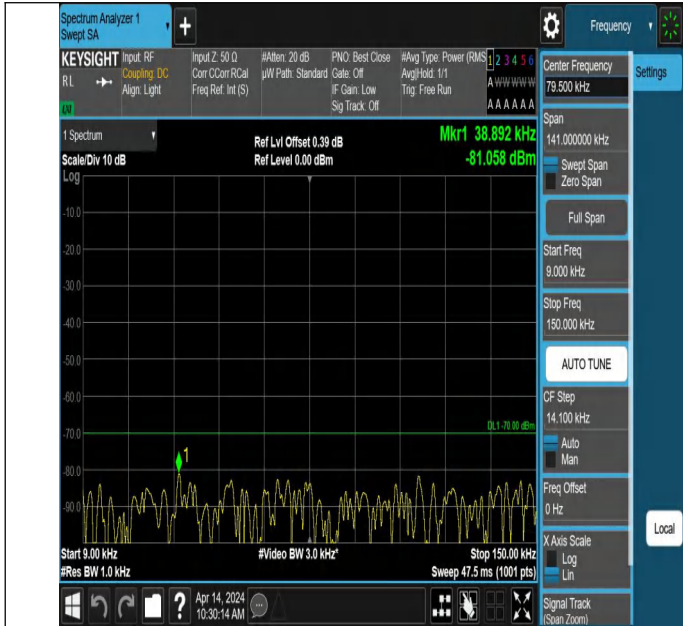 Spectrum Analyzer 1
Swept SA
+
Frequency
KEYSIGHT
RL
LXI
Input: RF
Coupling: DC
Align: Light
Input Z: 50 Ω
Corr CCorr RCal
Freq Ref: Int (S)
#Atten: 20 dB
µW Path: Standard
PNO: Best Close
Gate: Off
IF Gain: Low
Sig Track: Off
#Avg Type: Power (RMS
Avg|Hold: 1/1
Trig: Free Run
1 2 3 4 5 6
A W W W W W
A A A A A A
1 Spectrum
Scale/Div 10 dB
Log
Ref Lvl Offset 0.39 dB
Ref Level 0.00 dBm
Mkr1 38.892 kHz
-81.058 dBm
-10.0
-20.0
-30.0
-40.0
-50.0
-60.0
DL1 -70.00 dBm
-70.0
1
-80.0
-90.0
Start 9.00 kHz
#Res BW 1.0 kHz
#Video BW 3.0 kHz*
Stop 150.00 kHz
Sweep 47.5 ms (1001 pts)
?
Apr 14, 2024
10:30:14 AM
Center Frequency
79.500 kHz
Span
141.000000 kHz
Swept Span
Zero Span
Full Span
Start Freq
9.000 kHz
Stop Freq
150.000 kHz
AUTO TUNE
CF Step
14.100 kHz
Auto
Man
Freq Offset
0 Hz
X Axis Scale
Log
Lin
Signal Track
(Span Zoom)
Settings
Local